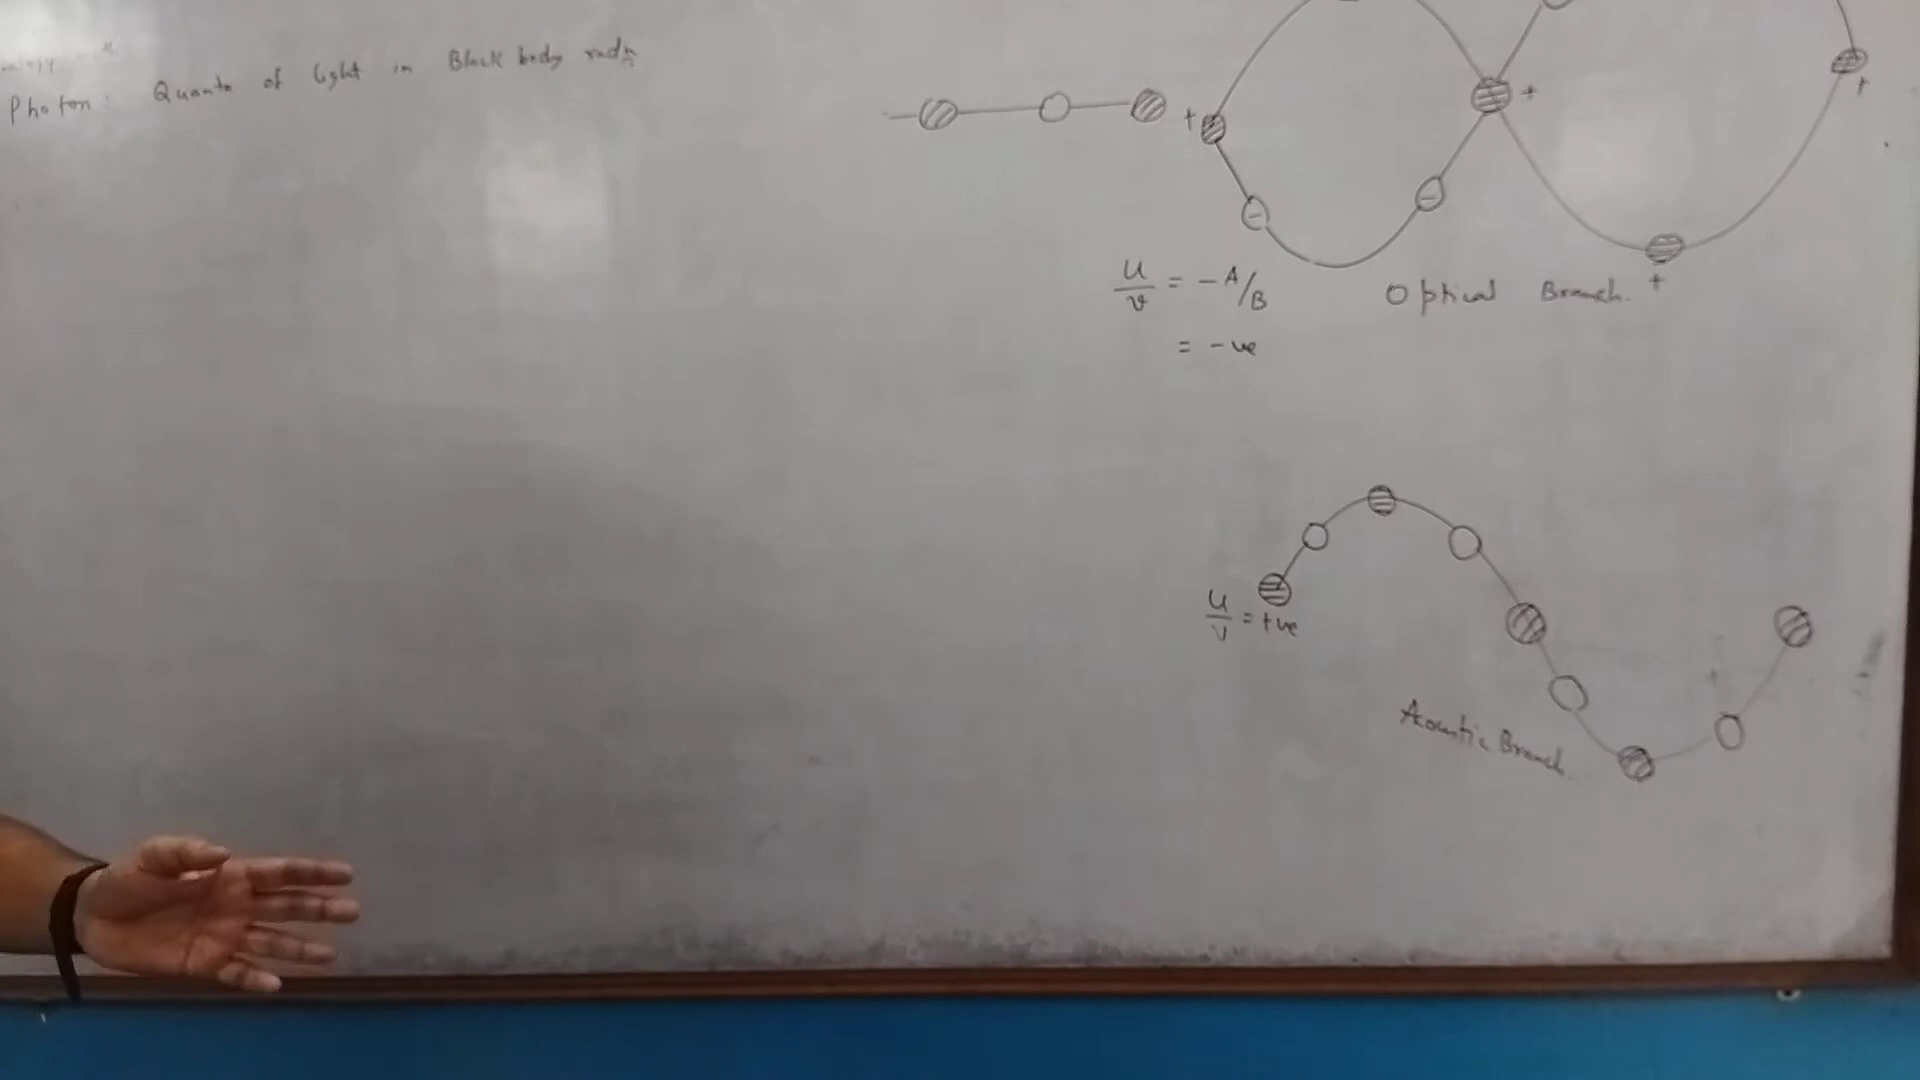 Photon : Quanta of light in Black body radn
+ + +
- -
u/v = - A/B
= - ve
Optical Branch. +
u/v = +ve
Acoustic Branch.